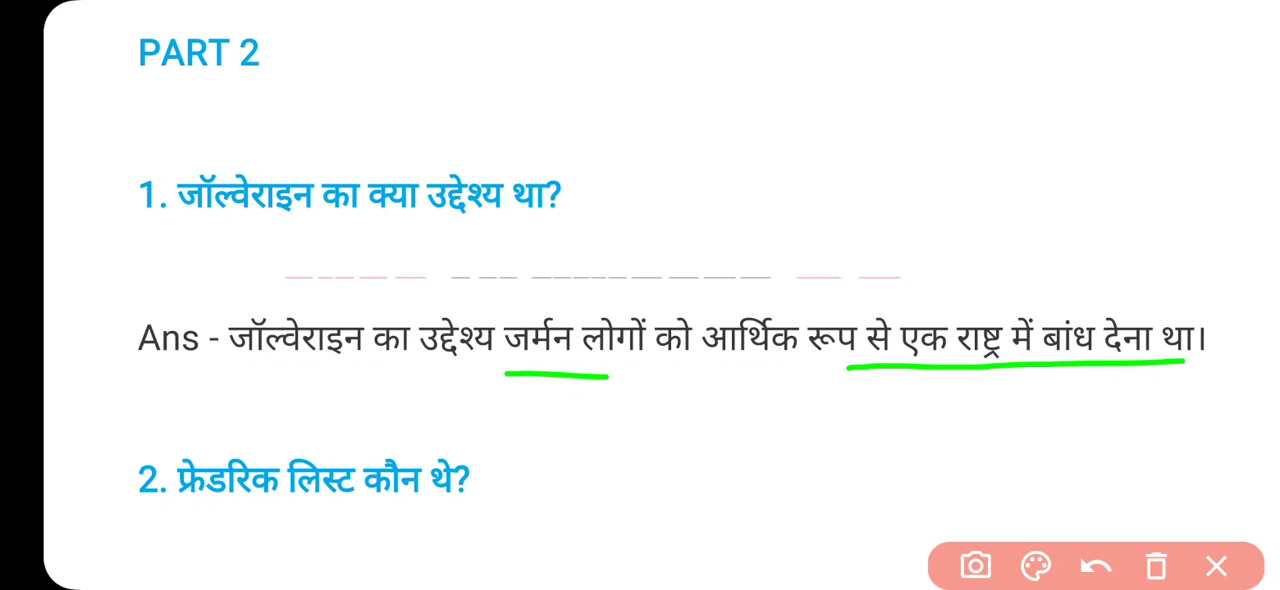 PART 2
1. जॉल्वेराइन का क्या उद्देश्य था?
Ans - जॉल्वेराइन का उद्देश्य जर्मन लोगों को आर्थिक रूप से एक राष्ट्र में बांध देना था।
2. फ्रेडरिक लिस्ट कौन थे?